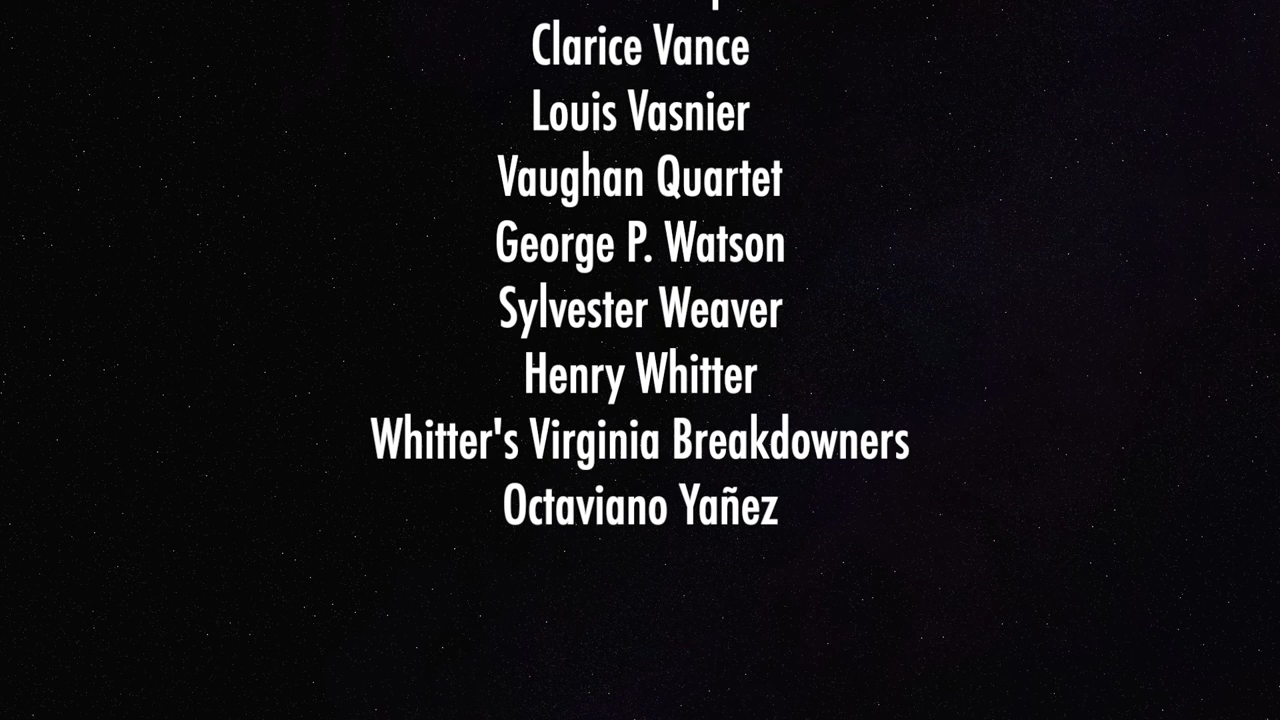 Clarice Vance
Louis Vasnier
Vaughan Quartet
George P. Watson
Sylvester Weaver
Henry Whitter
Whitter's Virginia Breakdowners
Octaviano Yañez